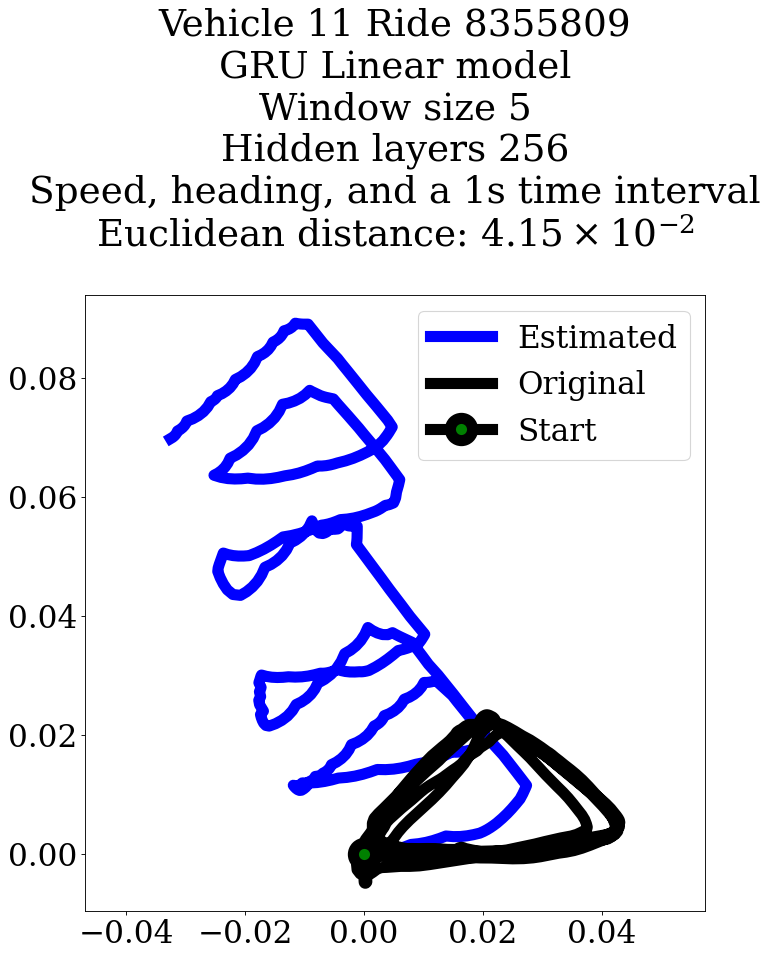 Vehicle 11 Ride 8355809
GRU Linear model
Window size 5
Hidden layers 256
Speed, heading, and a 1s time interval
Euclidean distance: 4.15 × 10⁻²
Estimated
Original
Start
0.08
0.06
0.04
0.02
0.00
−0.04 −0.02 0.00 0.02 0.04